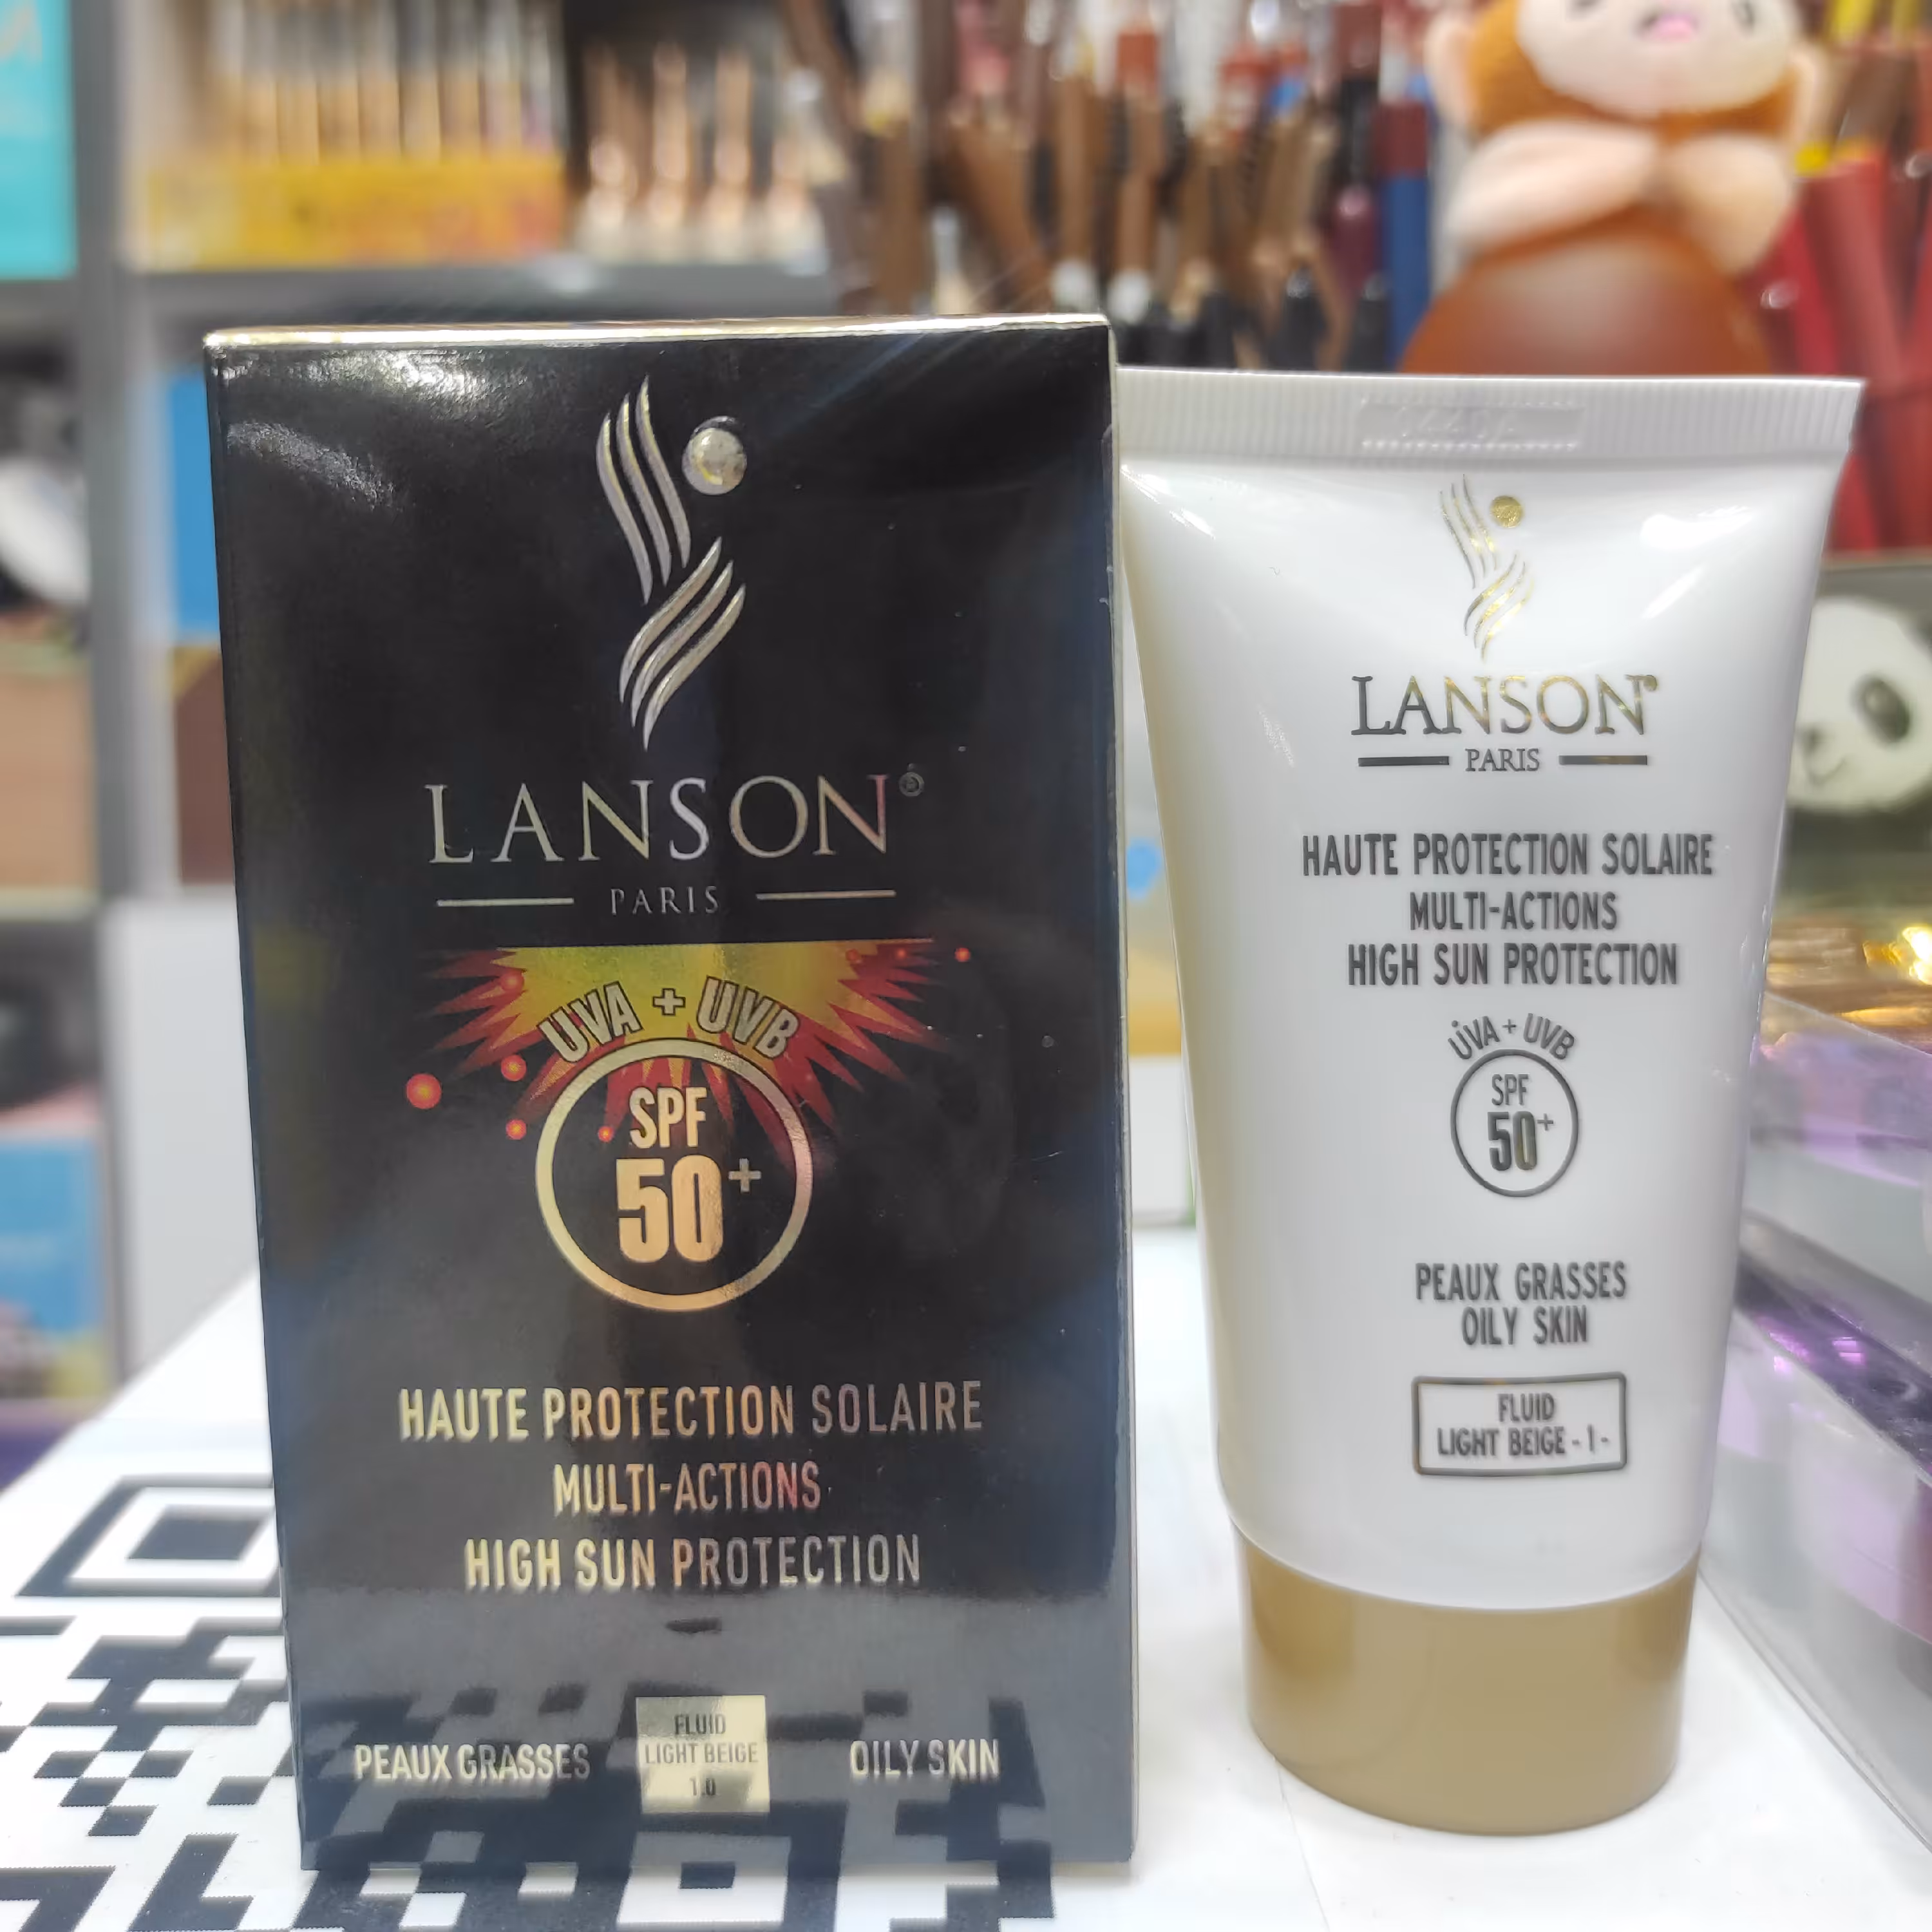 LANSON®
PARIS
UVA + UVB
SPF
50+
HAUTE PROTECTION SOLAIRE
MULTI-ACTIONS
HIGH SUN PROTECTION
PEAUX GRASSES
FLUID
LIGHT BEIGE
1.0
OILY SKIN
LANSON®
PARIS
HAUTE PROTECTION SOLAIRE
MULTI-ACTIONS
HIGH SUN PROTECTION
UVA + UVB
SPF
50+
PEAUX GRASSES
OILY SKIN
FLUID
LIGHT BEIGE -1-